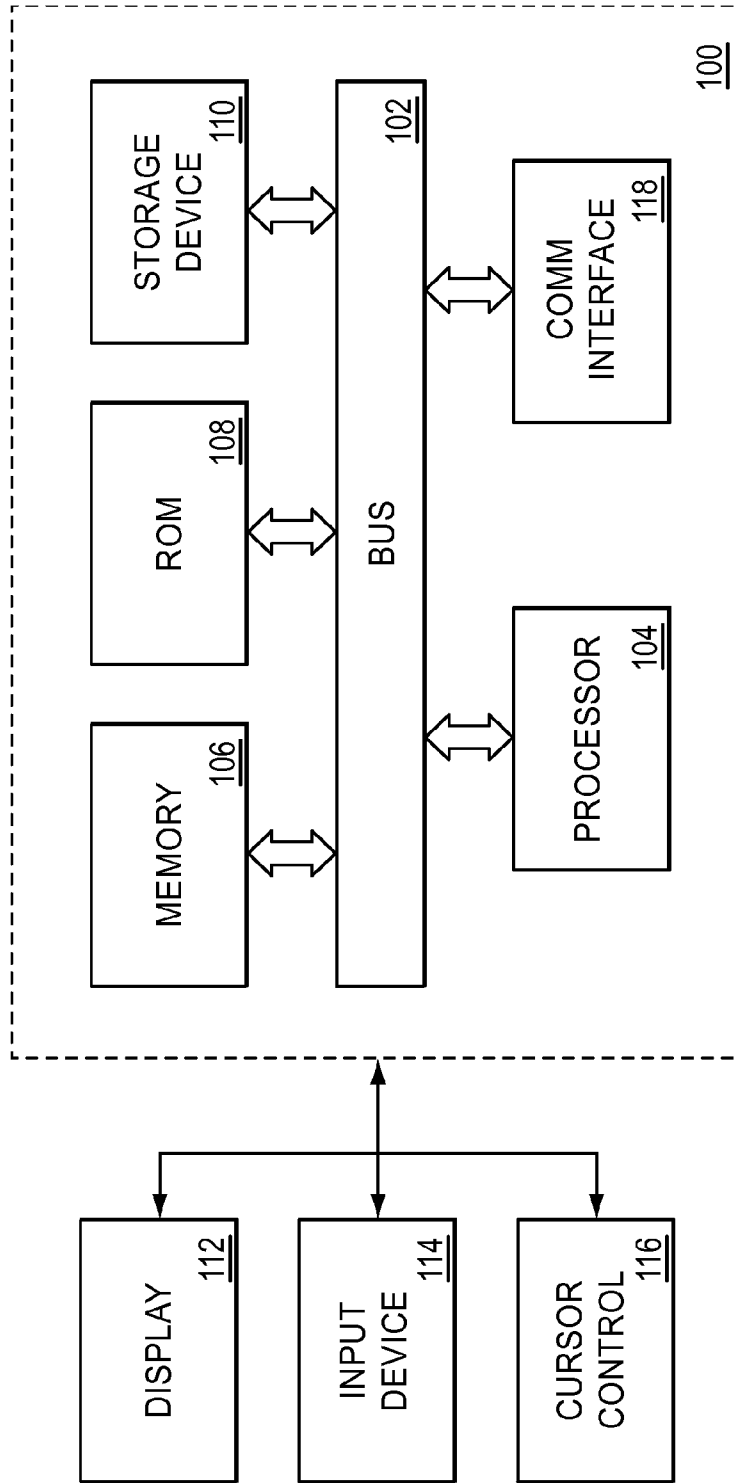 DISPLAY
112
INPUT
DEVICE
114
CURSOR
CONTROL
116
MEMORY
106
ROM
108
STORAGE
DEVICE
110
BUS
102
PROCESSOR
104
COMM
INTERFACE
118
100